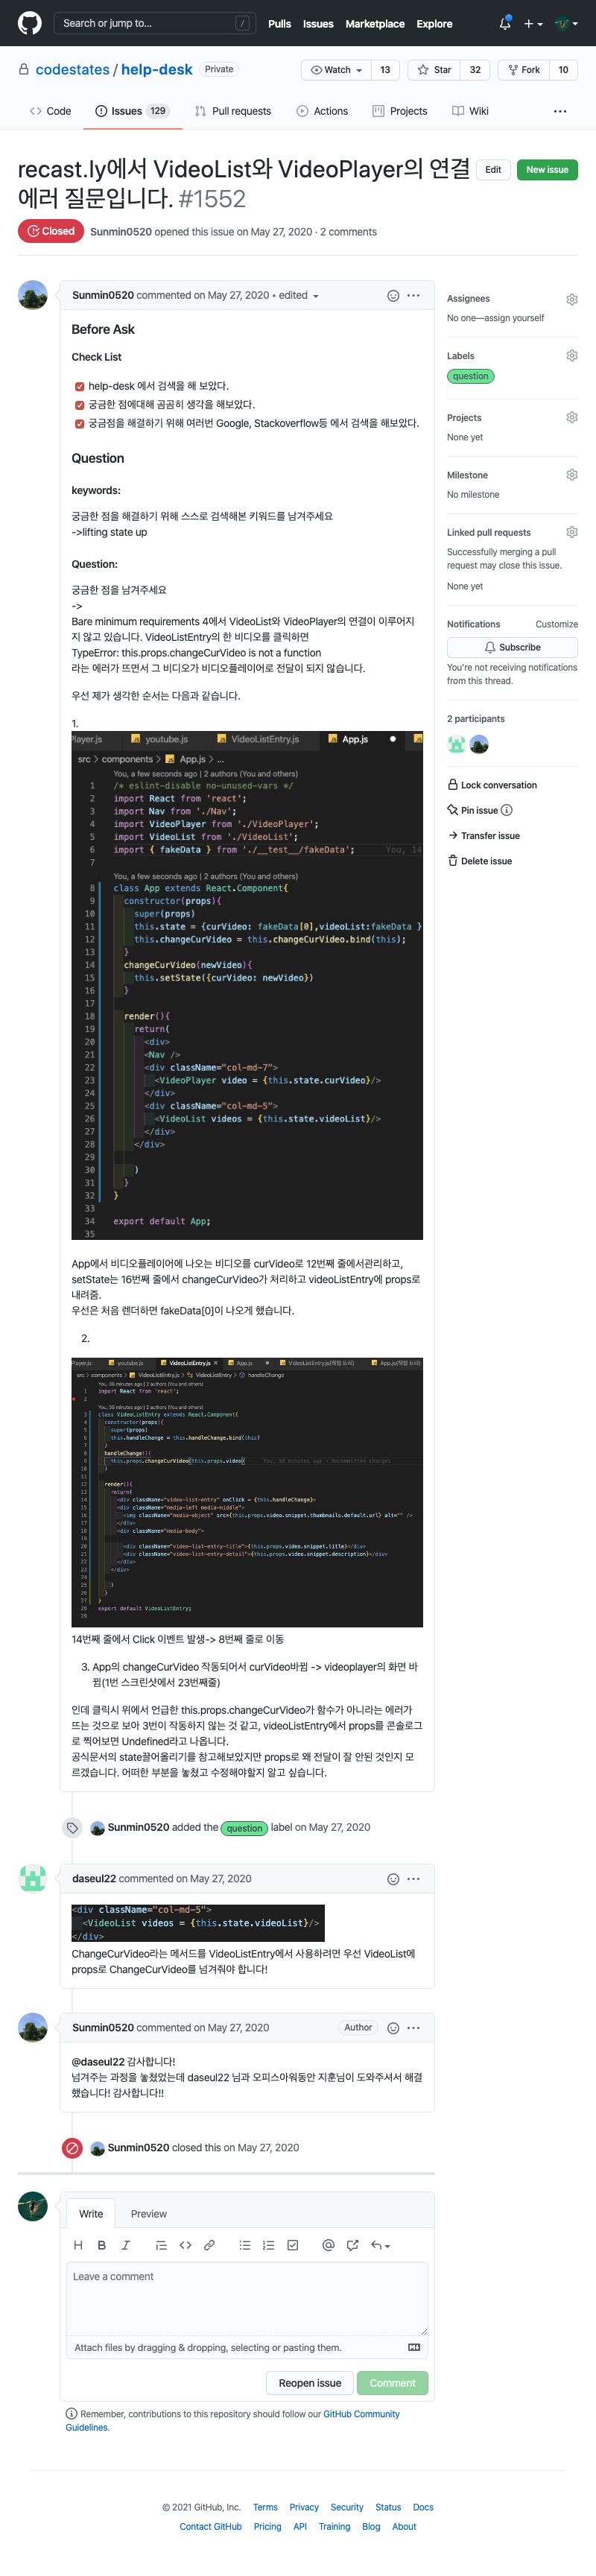 Search or jump to...
/
Pulls Issues Marketplace Explore
codestates / help-desk Private
Watch 13 Star 32 Fork 10
Code Issues 129 Pull requests Actions Projects Wiki
recast.ly에서 VideoList와 VideoPlayer의 연결
에러 질문입니다. #1552
Edit New issue
Closed Sunmin0520 opened this issue on May 27, 2020 · 2 comments
Sunmin0520 commented on May 27, 2020 • edited
Before Ask
Check List
help-desk 에서 검색을 해 보았다.
궁금한 점에대해 곰곰히 생각을 해보았다.
궁금점을 해결하기 위해 여러번 Google, Stackoverflow등 에서 검색을 해보았다.
Question
keywords:
궁금한 점을 해결하기 위해 스스로 검색해본 키워드를 남겨주세요
->lifting state up
Question:
궁금한 점을 남겨주세요
->
Bare minimum requirements 4에서 VideoList와 VideoPlayer의 연결이 이루어지
지 않고 있습니다. VideoListEntry의 한 비디오를 클릭하면
TypeError: this.props.changeCurVideo is not a function
라는 에러가 뜨면서 그 비디오가 비디오플레이어로 전달이 되지 않습니다.
우선 제가 생각한 순서는 다음과 같습니다.
1.
Player.js youtube.js VideoListEntry.js App.js
src > components > App.js > ...
You, a few seconds ago | 2 authors (You and others)
1 /* eslint-disable no-unused-vars */
2 import React from 'react';
3 import Nav from './Nav';
4 import VideoPlayer from './VideoPlayer';
5 import VideoList from './VideoList';
6 import { fakeData } from './__test__/fakeData'; You, 14
7
You, a few seconds ago | 2 authors (You and others)
8 class App extends React.Component{
9 constructor(props){
10 super(props)
11 this.state = {curVideo: fakeData[0],videoList:fakeData }
12 this.changeCurVideo = this.changeCurVideo.bind(this);
13 }
14 changeCurVideo(newVideo){
15 this.setState({curVideo: newVideo})
16 }
17
18 render(){
19 return(
20 <div>
21 <Nav />
22 <div className="col-md-7">
23 <VideoPlayer video = {this.state.curVideo}/>
24 </div>
25 <div className="col-md-5">
26 <VideoList videos = {this.state.videoList}/>
27 </div>
28 </div>
29
30 )
31 }
32 }
33
34 export default App;
35
App에서 비디오플레이어에 나오는 비디오를 curVideo로 12번째 줄에서관리하고,
setState는 16번째 줄에서 changeCurVideo가 처리하고 videoListEntry에 props로
내려줌.
우선은 처음 렌더하면 fakeData[0]이 나오게 했습니다.
2.
Player.js youtube.js VideoListEntry.js App.js
src > components > VideoListEntry.js > VideoListEntry > handleChange
1 import React from 'react';
2
3 class VideoListEntry extends React.Component{
4 constructor(props){
5 super(props)
6 this.handleChange = this.handleChange.bind(this)
7 }
8 handleChange(){
9 this.props.changeCurVideo(this.props.video)
10 }
11
12 render(){
13 return(
14 <div className="video-list-entry" onClick = {this.handleChange}>
15 <div className="media-left media-middle">
16 <img className="media-object" src={this.props.video.snippet.thumbnails.default.url} alt="" />
17 </div>
18 <div className="media-body">
19
20 <div className="video-list-entry-title">{this.props.video.snippet.title}</div>
21 <div className="video-list-entry-detail">{this.props.video.snippet.description}</div>
22 </div>
23 </div>
24
25 )
26 }
27 }
28 export default VideoListEntry;
29
14번째 줄에서 Click 이벤트 발생-> 8번째 줄로 이동
3. App의 changeCurVideo 작동되어서 curVideo바뀜 -> videoplayer의 화면 바
뀜(1번 스크린샷에서 23번째줄)
인데 클릭시 위에서 언급한 this.props.changeCurVideo가 함수가 아니라는 에러가
뜨는 것으로 보아 3번이 작동하지 않는 것 같고, videoListEntry에서 props를 콘솔로그
로 찍어보면 Undefined라고 나옵니다.
공식문서의 state끌어올리기를 참고해보았지만 props로 왜 전달이 잘 안된 것인지 모
르겠습니다. 어떠한 부분을 놓쳤고 수정해야할지 알고 싶습니다.
Sunmin0520 added the question label on May 27, 2020
daseul22 commented on May 27, 2020
<div className="col-md-5">
<VideoList videos = {this.state.videoList}/>
</div>
ChangeCurVideo라는 메서드를 VideoListEntry에서 사용하려면 우선 VideoList에
props로 ChangeCurVideo를 넘겨줘야 합니다!
Sunmin0520 commented on May 27, 2020 Author
@daseul22 감사합니다!
넘겨주는 과정을 놓쳤었는데 daseul22 님과 오피스아워동안 지훈님이 도와주셔서 해결
했습니다! 감사합니다!!
Sunmin0520 closed this on May 27, 2020
Write Preview
Leave a comment
Attach files by dragging & dropping, selecting or pasting them.
Reopen issue Comment
Remember, contributions to this repository should follow our GitHub Community
Guidelines.
Assignees
No one—assign yourself
Labels
question
Projects
None yet
Milestone
No milestone
Linked pull requests
Successfully merging a pull
request may close this issue.
None yet
Notifications Customize
Subscribe
You're not receiving notifications
from this thread.
2 participants
Lock conversation
Pin issue
Transfer issue
Delete issue
© 2021 GitHub, Inc. Terms Privacy Security Status Docs
Contact GitHub Pricing API Training Blog About